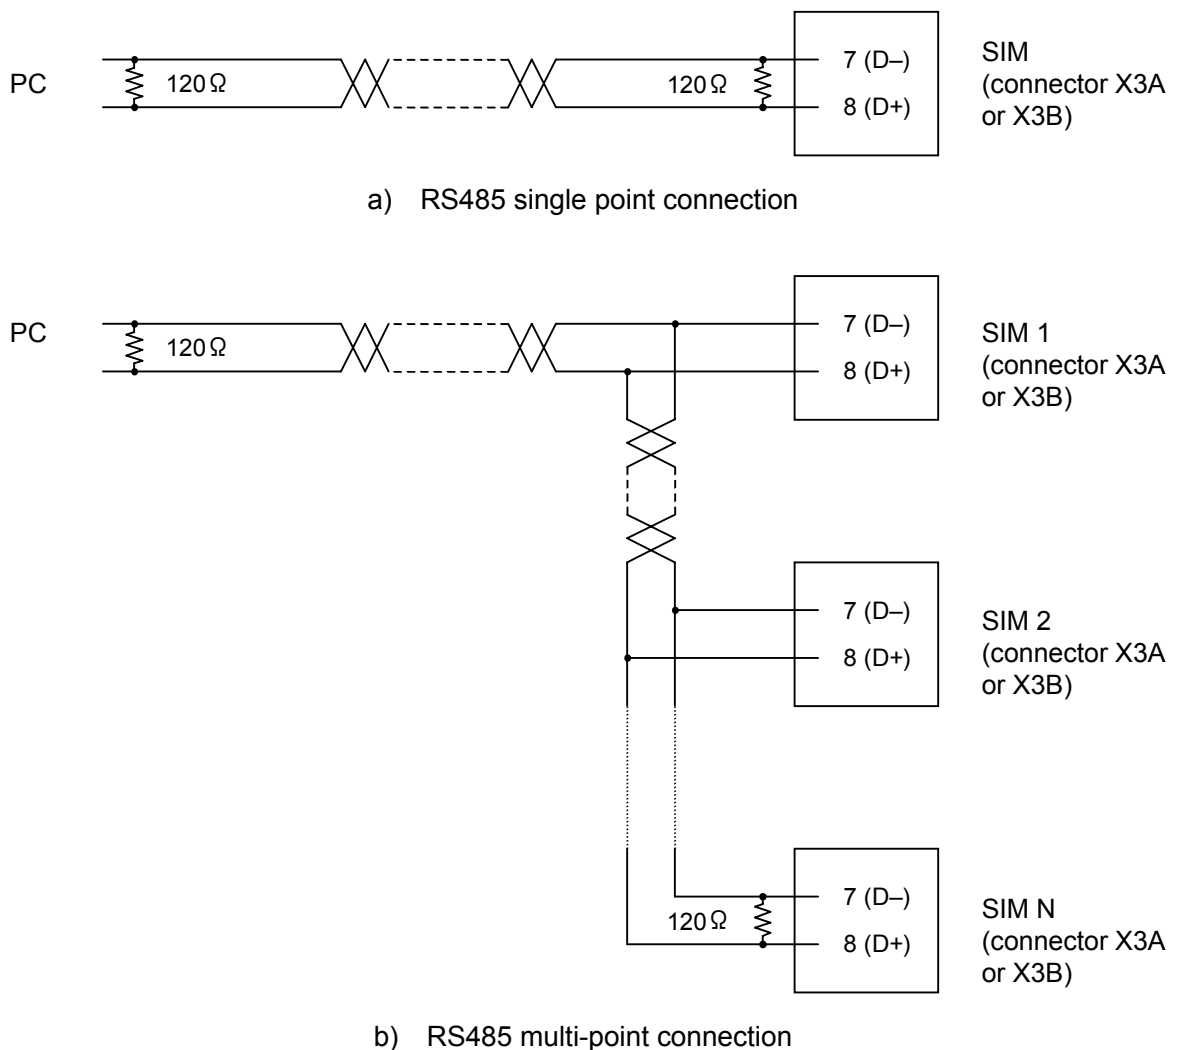 PC
120Ω
120Ω
7 (D–)
8 (D+)
SIM
(connector X3A
or X3B)
a) RS485 single point connection
PC
120Ω
7 (D–)
8 (D+)
SIM 1
(connector X3A
or X3B)
7 (D–)
8 (D+)
SIM 2
(connector X3A
or X3B)
120Ω
7 (D–)
8 (D+)
SIM N
(connector X3A
or X3B)
b) RS485 multi-point connection